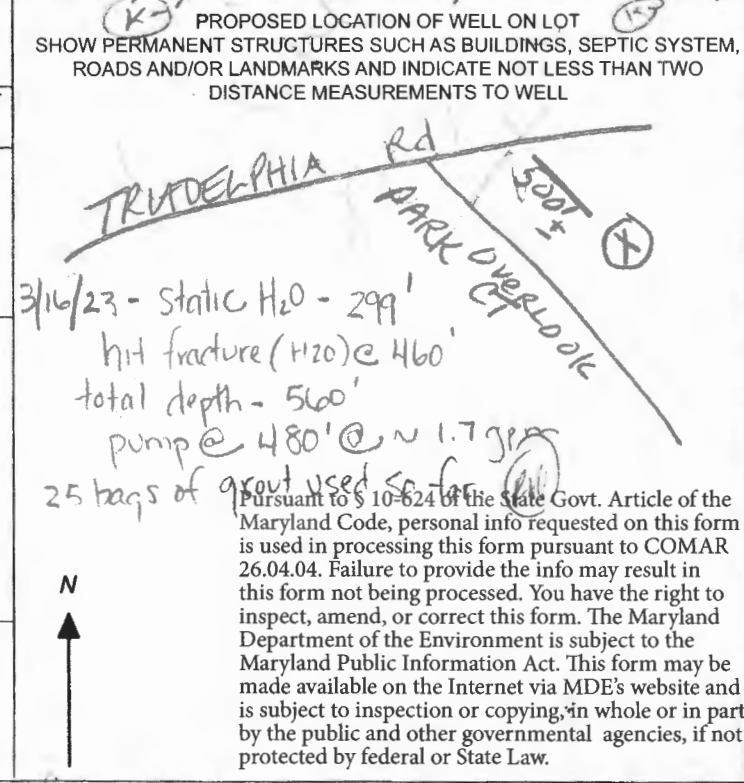 K-3 K-3
PROPOSED LOCATION OF WELL ON LOT
SHOW PERMANENT STRUCTURES SUCH AS BUILDINGS, SEPTIC SYSTEM,
ROADS AND/OR LANDMARKS AND INDICATE NOT LESS THAN TWO
DISTANCE MEASUREMENTS TO WELL
TRIADELPHIA Rd
PARK OVERLOOK CT
500' ±
X
3/16/23 - Static H2O - 299'
hit fracture (H2O) @ 460'
total depth - 560'
pump @ 480' @ ~ 1.7 gpm
25 bags of grout used so far
Pursuant to § 10-624 of the State Govt. Article of the
Maryland Code, personal info requested on this form
is used in processing this form pursuant to COMAR
26.04.04. Failure to provide the info may result in
this form not being processed. You have the right to
inspect, amend, or correct this form. The Maryland
Department of the Environment is subject to the
Maryland Public Information Act. This form may be
made available on the Internet via MDE's website and
is subject to inspection or copying, in whole or in part
by the public and other governmental agencies, if not
protected by federal or State Law.
N